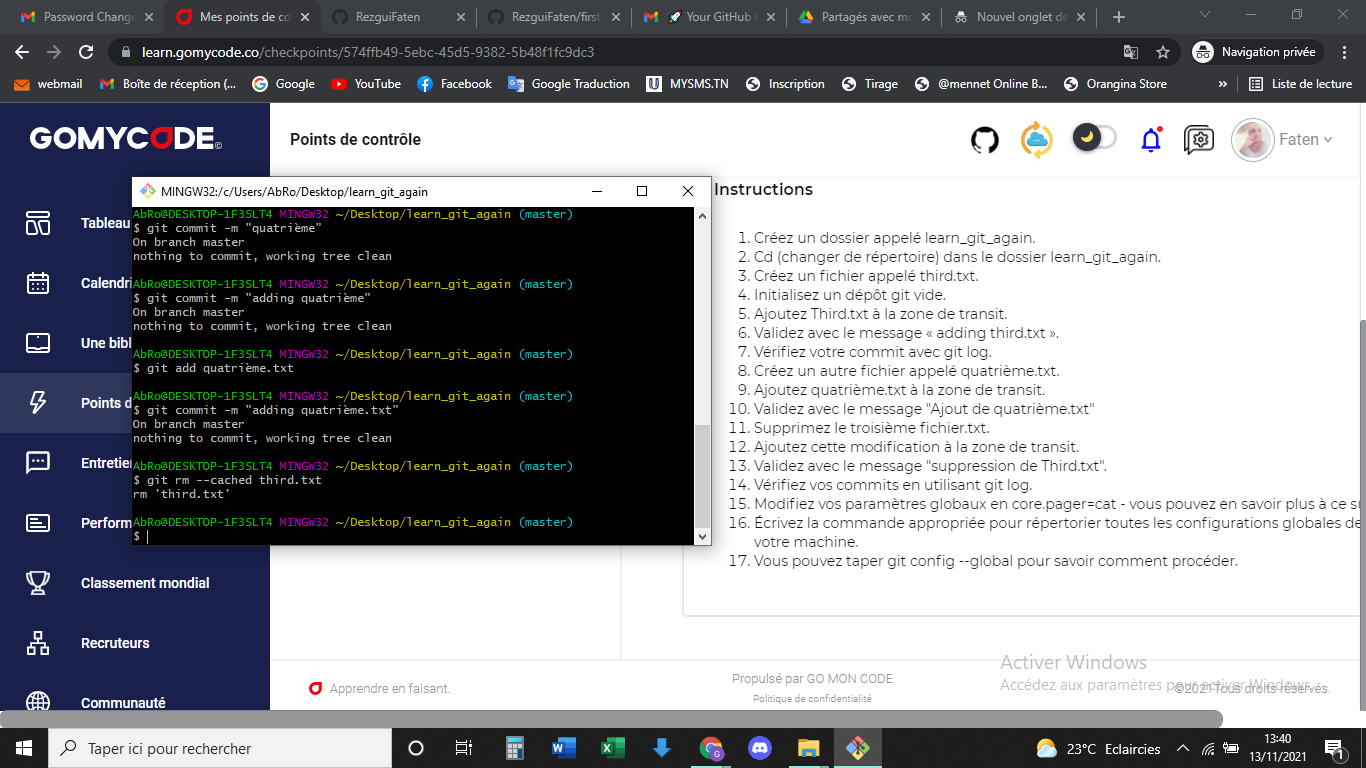 Password Change
Mes points de co
RezguiFaten
RezguiFaten/first
Your GitHub
Partagés avec mo
Nouvel onglet de
learn.gomycode.co/checkpoints/574ffb49-5ebc-45d5-9382-5b48f1fc9dc3
Navigation privée
webmail
Boîte de réception (...
Google
YouTube
Facebook
Google Traduction
MYSMS.TN
Inscription
Tirage
@mennet Online B...
Orangina Store
»
Liste de lecture
GOMYCODE
Points de contrôle
Faten
Tableau
Calendri
Une bibl
Points d
Entretien
Perform
Classement mondial
Recruteurs
Communauté
MINGW32:/c/Users/AbRo/Desktop/learn_git_again
AbRo@DESKTOP-1F3SLT4 MINGW32 ~/Desktop/learn_git_again (master)
$ git commit -m "quatrième"
On branch master
nothing to commit, working tree clean
AbRo@DESKTOP-1F3SLT4 MINGW32 ~/Desktop/learn_git_again (master)
$ git commit -m "adding quatrième"
On branch master
nothing to commit, working tree clean
AbRo@DESKTOP-1F3SLT4 MINGW32 ~/Desktop/learn_git_again (master)
$ git add quatrième.txt
AbRo@DESKTOP-1F3SLT4 MINGW32 ~/Desktop/learn_git_again (master)
$ git commit -m "adding quatrième.txt"
On branch master
nothing to commit, working tree clean
AbRo@DESKTOP-1F3SLT4 MINGW32 ~/Desktop/learn_git_again (master)
$ git rm --cached third.txt
rm 'third.txt'
AbRo@DESKTOP-1F3SLT4 MINGW32 ~/Desktop/learn_git_again (master)
$
Instructions
1. Créez un dossier appelé learn_git_again.
2. Cd (changer de répertoire) dans le dossier learn_git_again.
3. Créez un fichier appelé third.txt.
4. Initialisez un dépôt git vide.
5. Ajoutez Third.txt à la zone de transit.
6. Validez avec le message « adding third.txt ».
7. Vérifiez votre commit avec git log.
8. Créez un autre fichier appelé quatrième.txt.
9. Ajoutez quatrième.txt à la zone de transit.
10. Validez avec le message "Ajout de quatrième.txt"
11. Supprimez le troisième fichier.txt.
12. Ajoutez cette modification à la zone de transit.
13. Validez avec le message "suppression de Third.txt".
14. Vérifiez vos commits en utilisant git log.
15. Modifiez vos paramètres globaux en core.pager=cat - vous pouvez en savoir plus à ce su
16. Écrivez la commande appropriée pour répertorier toutes les configurations globales de
votre machine.
17. Vous pouvez taper git config --global pour savoir comment procéder.
Activer Windows
Accédez aux paramètres pour activer Windows.
Apprendre en faisant.
Propulsé par GO MON CODE
Politique de confidentialité
©2021 Tous droits réservés.
Taper ici pour rechercher
23°C Eclaircies
13:40
13/11/2021
1